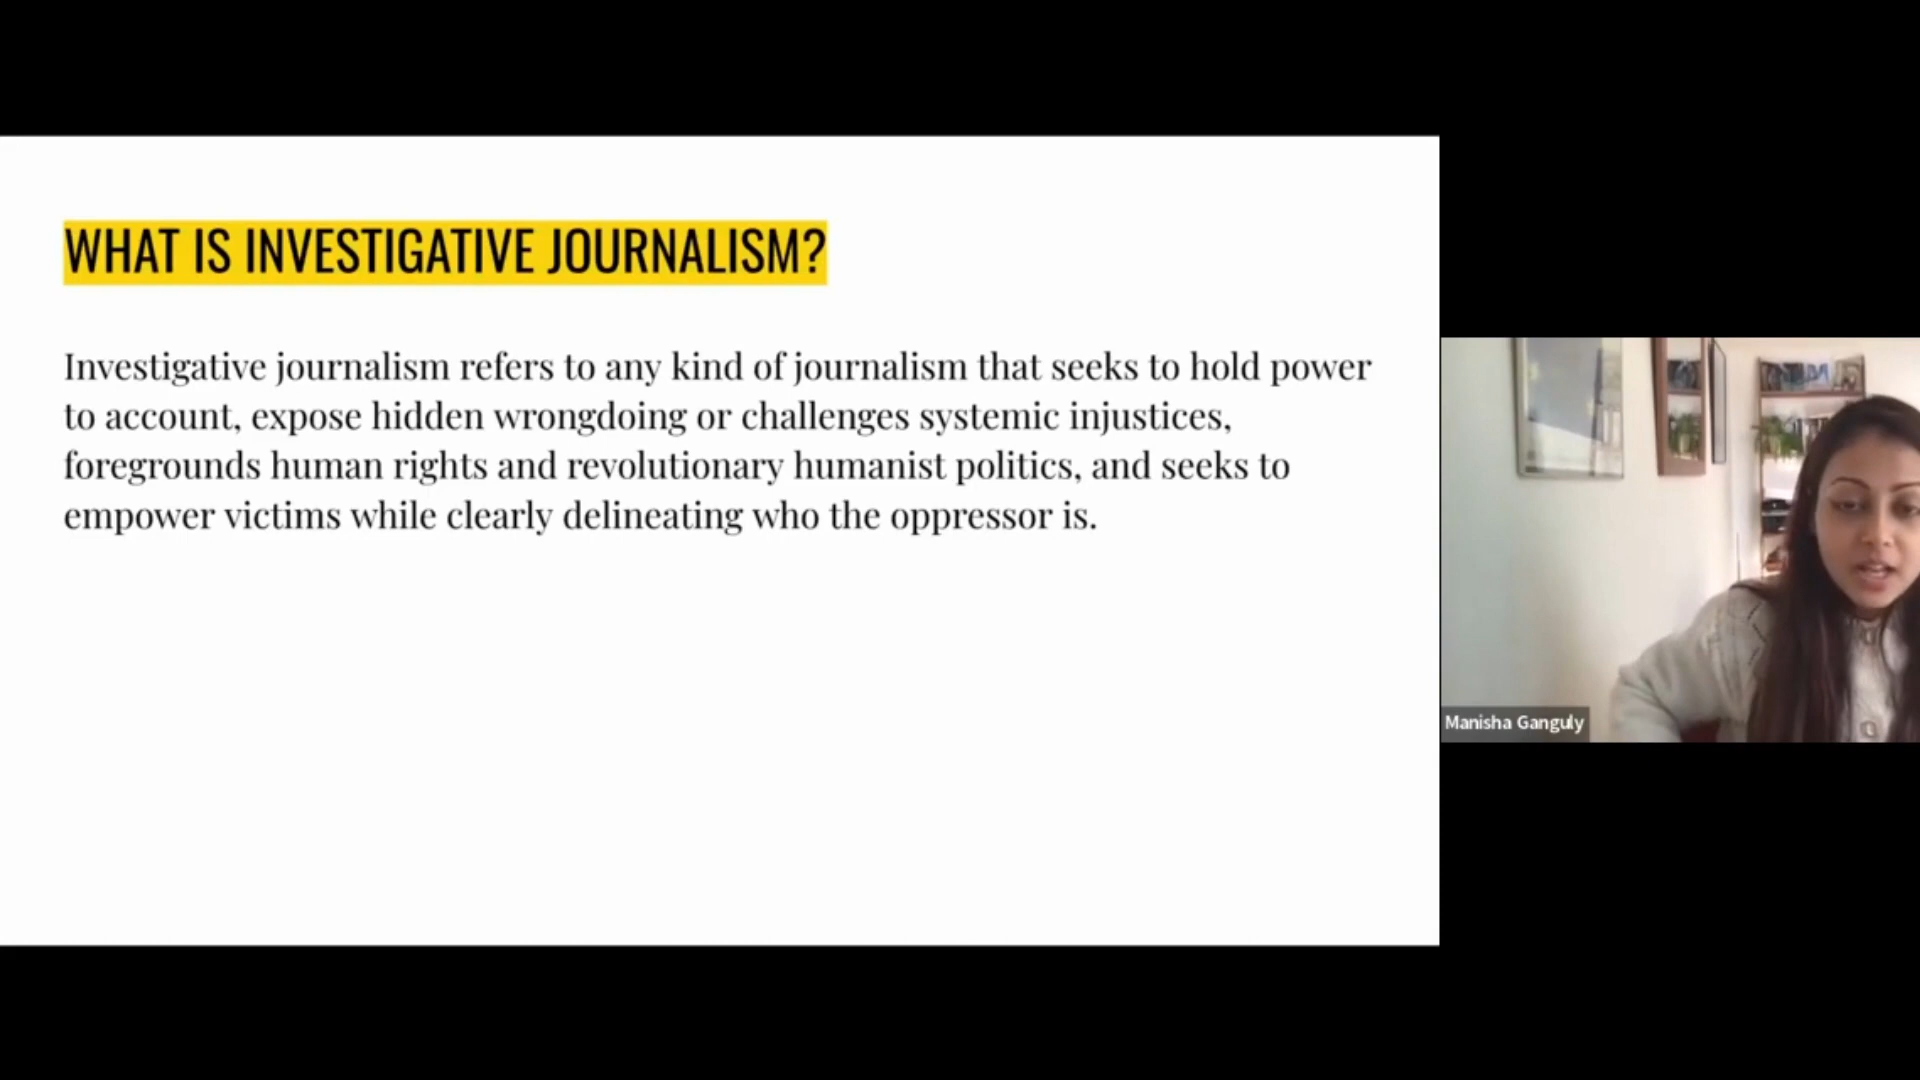 WHAT IS INVESTIGATIVE JOURNALISM?
Investigative journalism refers to any kind of journalism that seeks to hold power
to account, expose hidden wrongdoing or challenges systemic injustices,
foregrounds human rights and revolutionary humanist politics, and seeks to
empower victims while clearly delineating who the oppressor is.
Manisha Ganguly